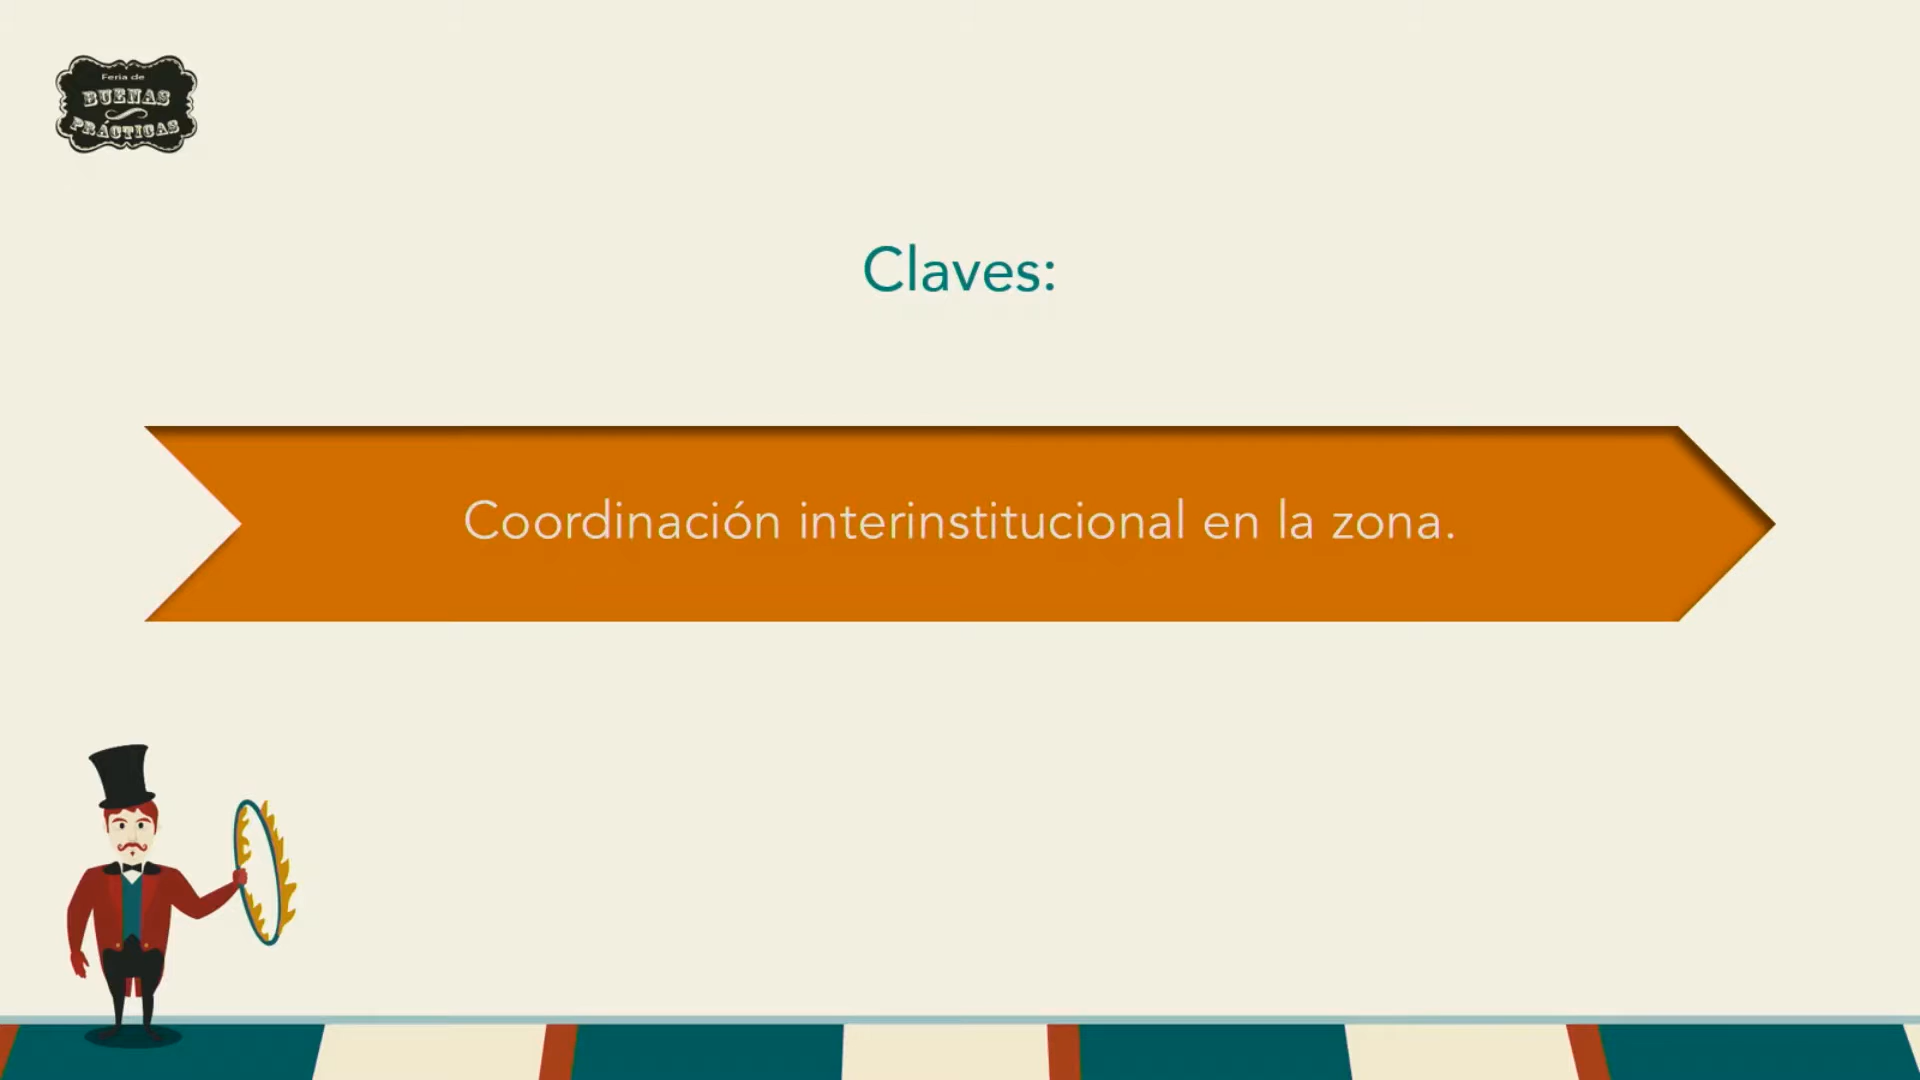 Feria de
BUENAS
PRÁCTICAS
Claves:
Coordinación interinstitucional en la zona.